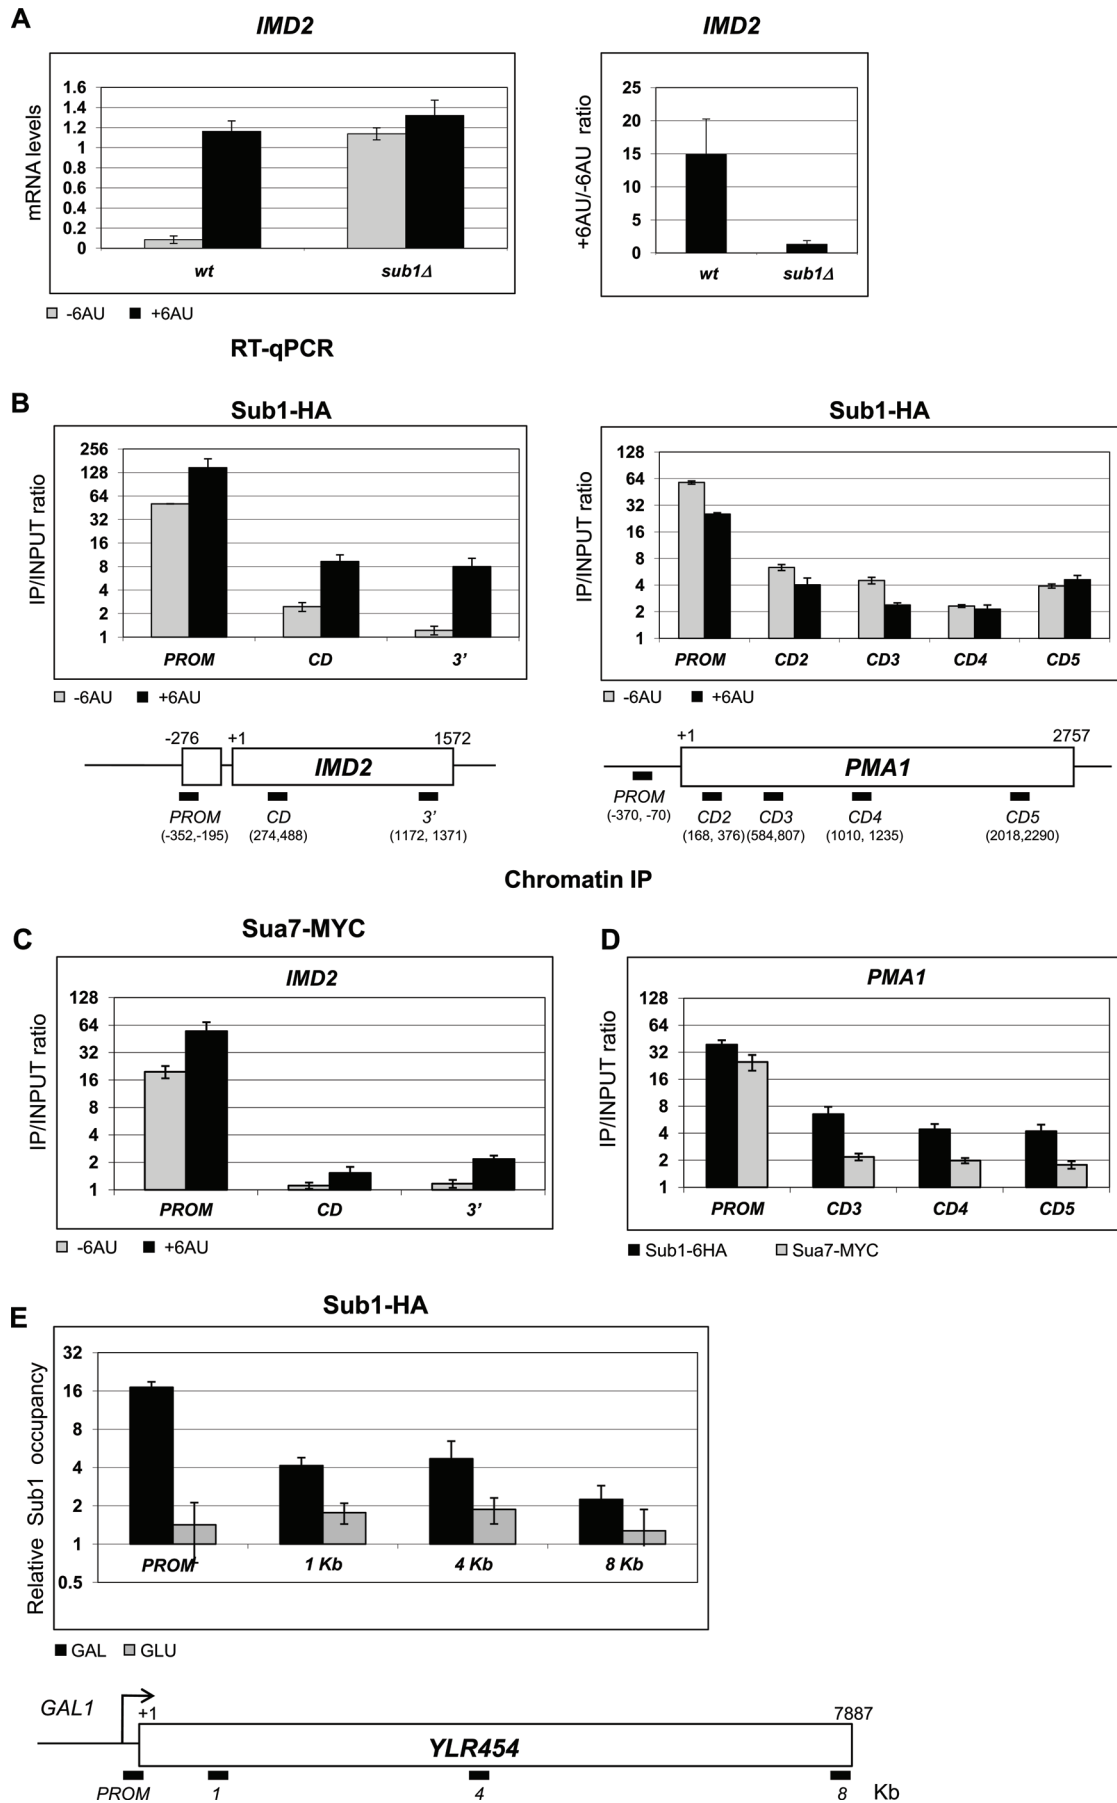 A
IMD2
mRNA levels
1.6
1.4
1.2
1
0.8
0.6
0.4
0.2
0
wt
sub1Δ
-6AU
+6AU
IMD2
+6AU/-6AU ratio
25
20
15
10
5
0
wt
sub1Δ
RT-qPCR
B
Sub1-HA
IP/INPUT ratio
256
128
64
32
16
8
4
2
1
PROM
CD
3’
-6AU
+6AU
-276
+1
1572
IMD2
PROM
CD
3’
(-352,-195)
(274,488)
(1172, 1371)
Sub1-HA
IP/INPUT ratio
128
64
32
16
8
4
2
1
PROM
CD2
CD3
CD4
CD5
-6AU
+6AU
+1
2757
PMA1
PROM
(-370, -70)
CD2
CD3
CD4
CD5
(168, 376)
(584,807)
(1010, 1235)
(2018,2290)
Chromatin IP
C
Sua7-MYC
IMD2
IP/INPUT ratio
128
64
32
16
8
4
2
1
PROM
CD
3’
-6AU
+6AU
D
PMA1
IP/INPUT ratio
128
64
32
16
8
4
2
1
PROM
CD3
CD4
CD5
Sub1-6HA
Sua7-MYC
E
Sub1-HA
Relative Sub1 occupancy
32
16
8
4
2
1
0.5
PROM
1 Kb
4 Kb
8 Kb
GAL
GLU
GAL1
+1
7887
YLR454
PROM
1
4
8
Kb